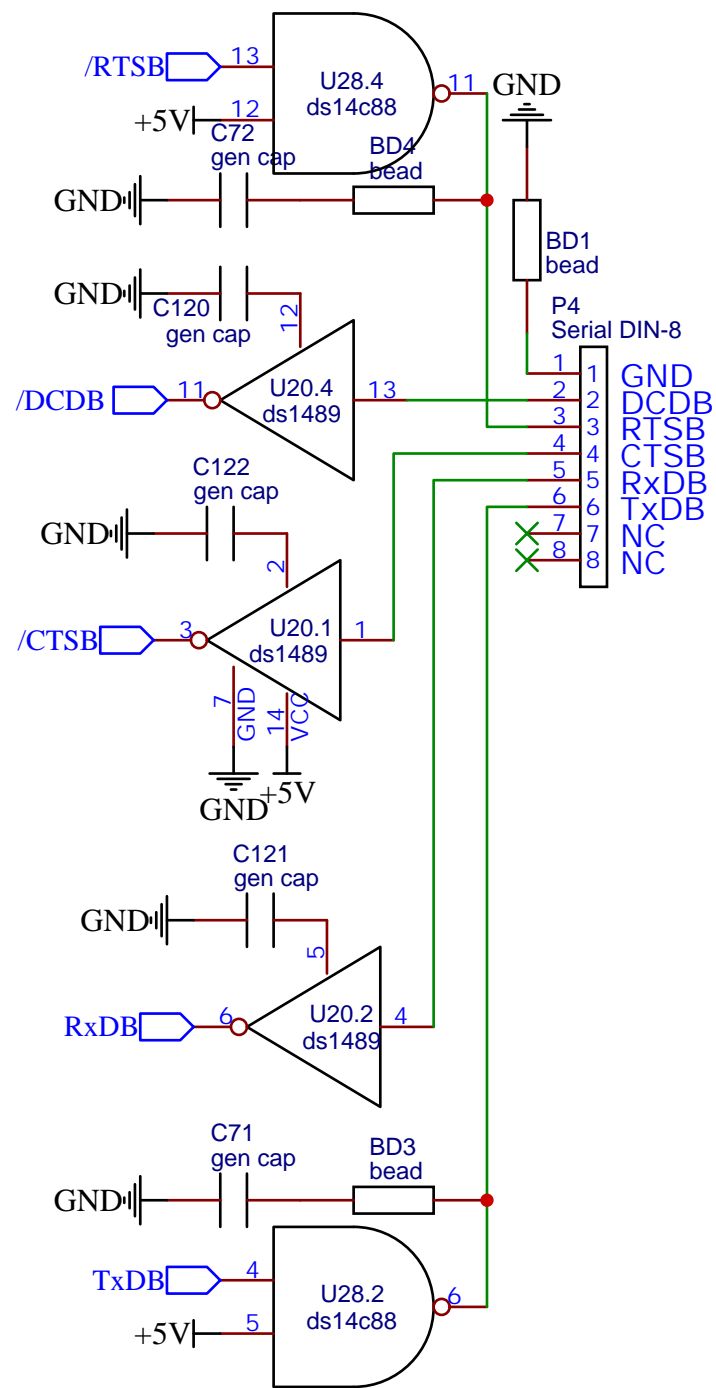 /RTSB
13
U28.4
ds14c88
11
12
+5V
GND
C72
gen cap
BD4
bead
GND
BD1
bead
GND
C120
gen cap
12
P4
Serial DIN-8
/DCDB
11
U20.4
ds1489
13
1
1
GND
2
2
DCDB
3
3
RTSB
4
4
CTSB
5
5
RxDB
6
6
TxDB
7
7
NC
8
8
NC
C122
gen cap
GND
2
/CTSB
3
U20.1
ds1489
1
7
GND
14
VCC
GND
+5V
C121
gen cap
GND
5
RxDB
6
U20.2
ds1489
4
C71
gen cap
BD3
bead
GND
TxDB
4
U28.2
ds14c88
6
+5V
5